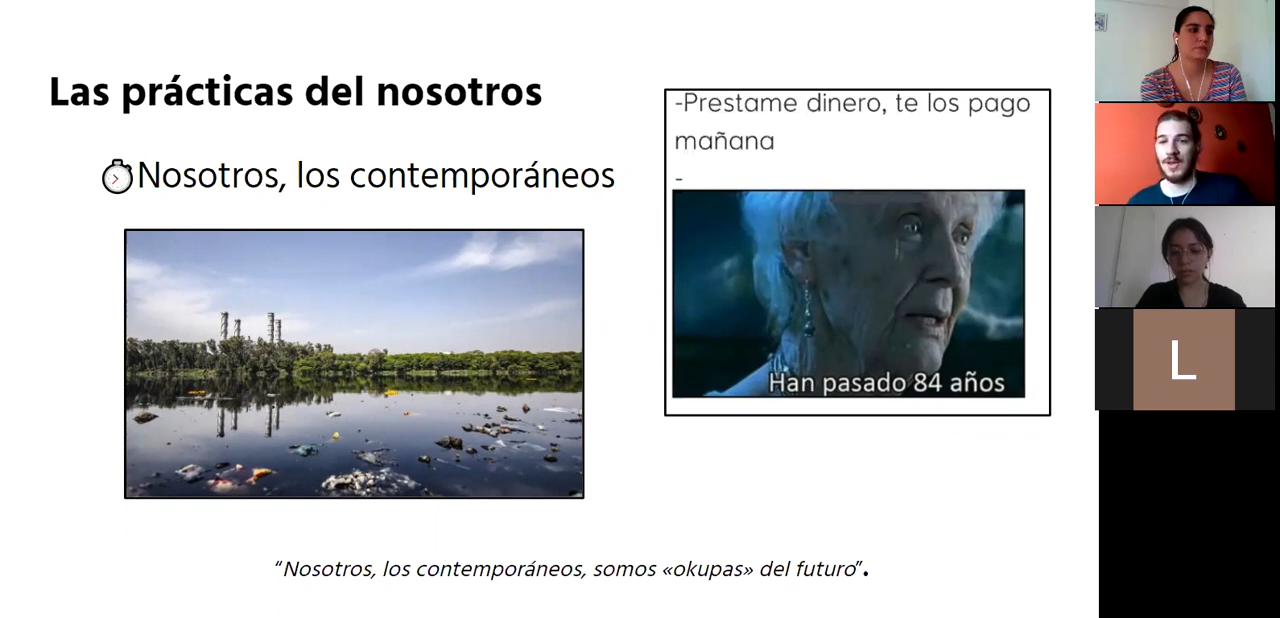 Las prácticas del nosotros
Nosotros, los contemporáneos
-Prestame dinero, te los pago
mañana
-
Han pasado 84 años
“Nosotros, los contemporáneos, somos «okupas» del futuro”.
L